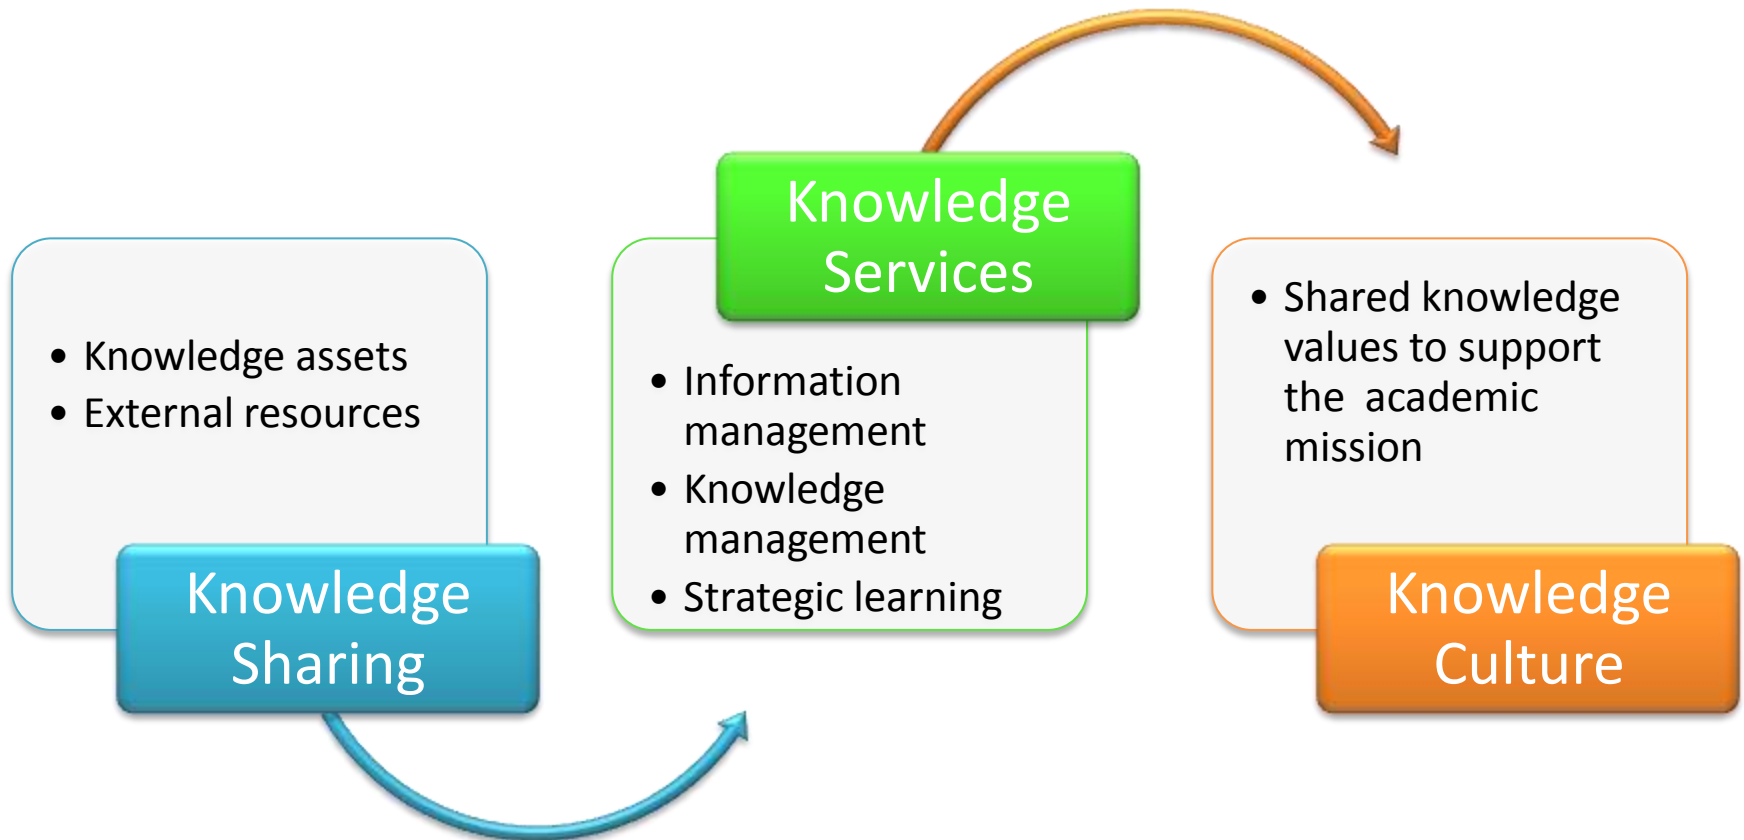 • Knowledge assets
• External resources
Knowledge
Sharing
Knowledge
Services
• Information
management
• Knowledge
management
• Strategic learning
• Shared knowledge
values to support
the  academic
mission
Knowledge
Culture